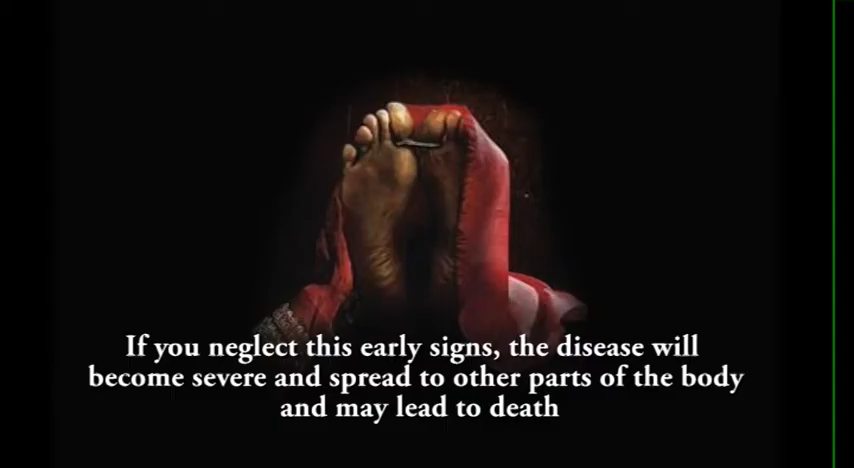 If you neglect this early signs, the disease will
become severe and spread to other parts of the body
and may lead to death